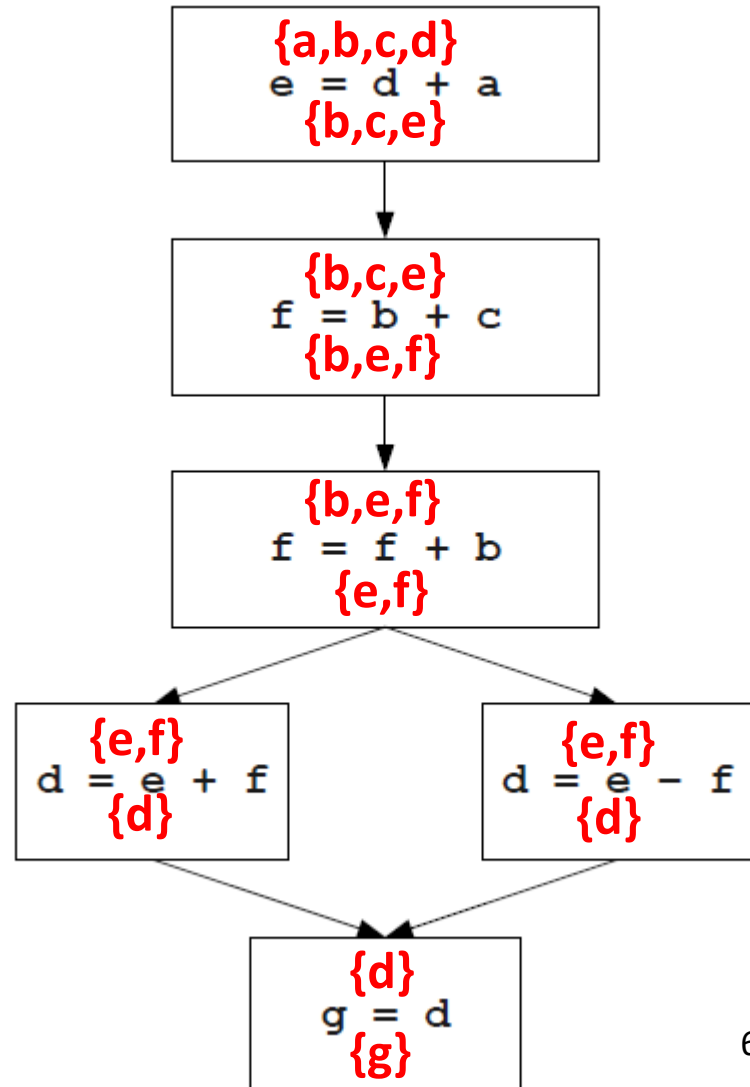 {a,b,c,d}
e = d + a
{b,c,e}
{b,c,e}
f = b + c
{b,e,f}
{b,e,f}
f = f + b
{e,f}
{e,f}
d = e + f
{d}
{e,f}
d = e - f
{d}
{d}
g = d
{g}
6